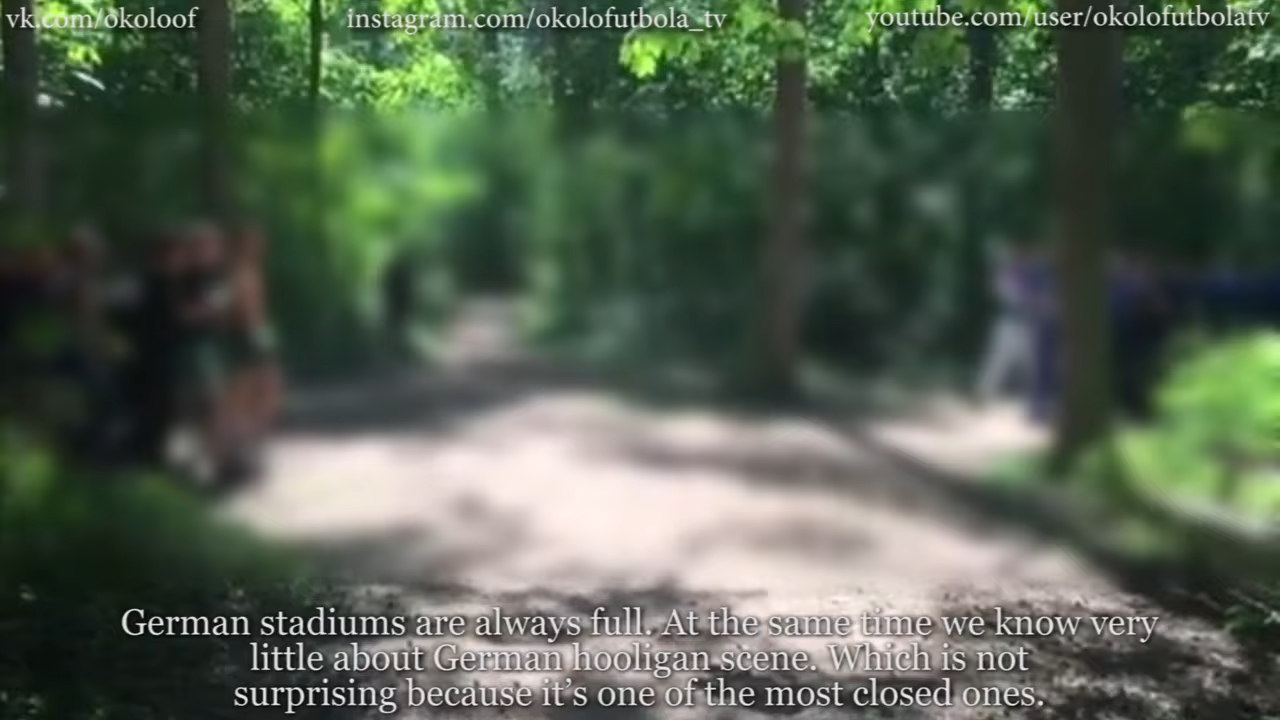 vk.com/okoloof
instagram.com/okolofutbola_tv
youtube.com/user/okolofutbolatv
German stadiums are always full. At the same time we know very
little about German hooligan scene. Which is not
surprising because it’s one of the most closed ones.